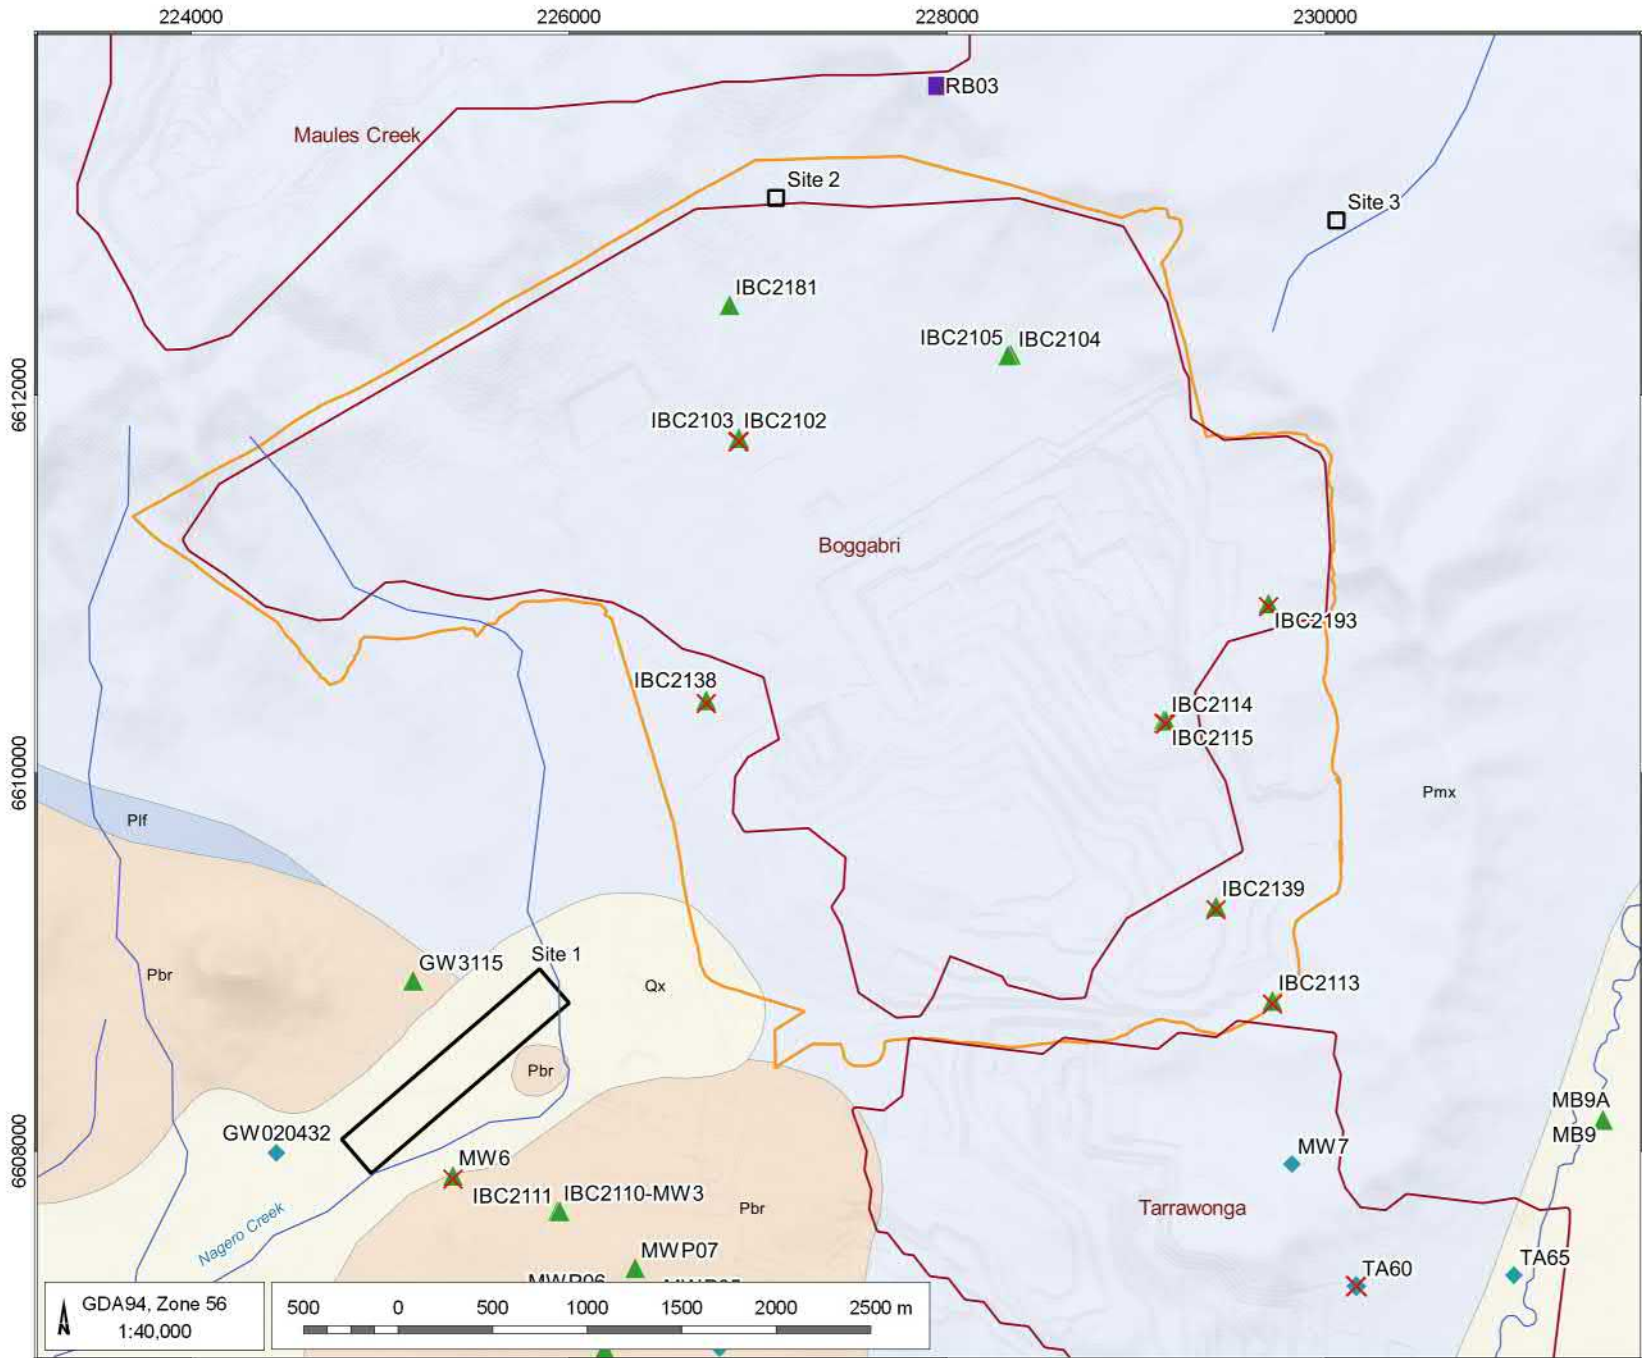 224000
226000
228000
230000
RB03
Maules Creek
Site 2
Site 3
IBC2181
IBC2105
IBC2104
6612000
IBC2103
IBC2102
Boggabri
IBC2193
IBC2138
IBC2114
IBC2115
6610000
Pmx
Plf
IBC2139
Site 1
GW3115
Pbr
Qx
IBC2113
Pbr
MB9A
6608000
GW020432
MB9
MW7
MW6
IBC2111
IBC2110-MW3
Pbr
Tarrawonga
Nagero Creek
MWP07
TA65
TA60
MWP06
N
GDA94, Zone 56
1:40,000
500 0 500 1000 1500 2000 2500 m